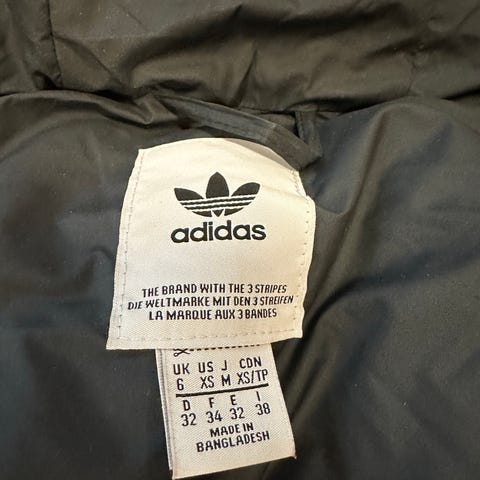 adidas
THE BRAND WITH THE 3 STRIPES
DIE WELTMARKE MIT DEN 3 STREIFEN
LA MARQUE AUX 3 BANDES
UK US J CDN
6 XS M XS/TP
D F E I
32 34 32 38
MADE IN
BANGLADESH